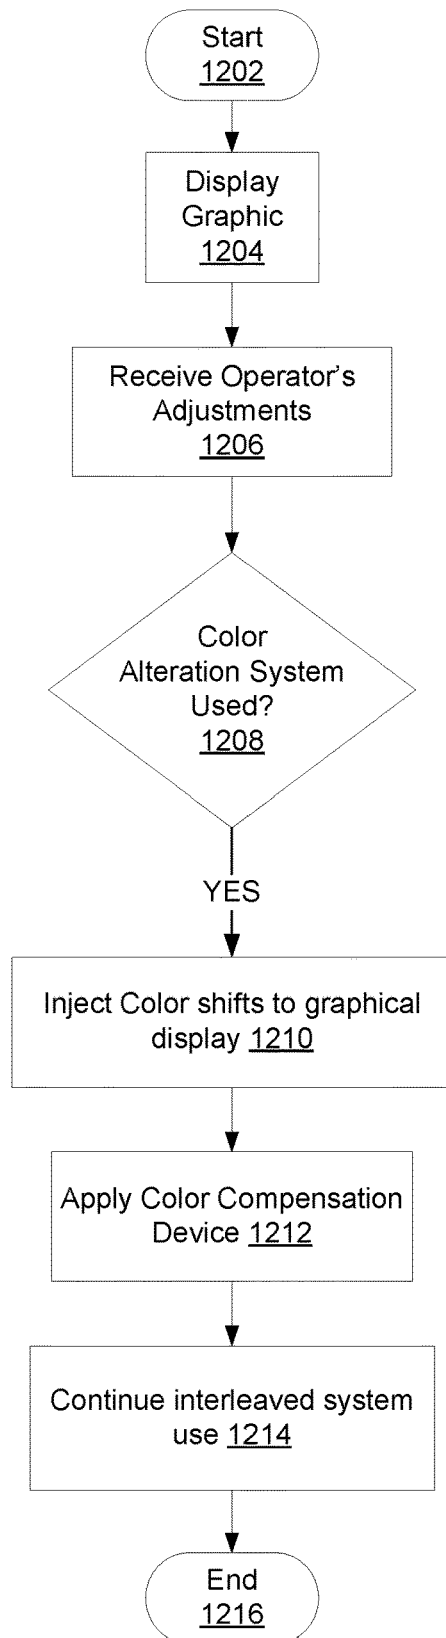 Start
1202
Display
Graphic
1204
Receive Operator's
Adjustments
1206
Color
Alteration System
Used?
1208
YES
Inject Color shifts to graphical
display 1210
Apply Color Compensation
Device 1212
Continue interleaved system
use 1214
End
1216